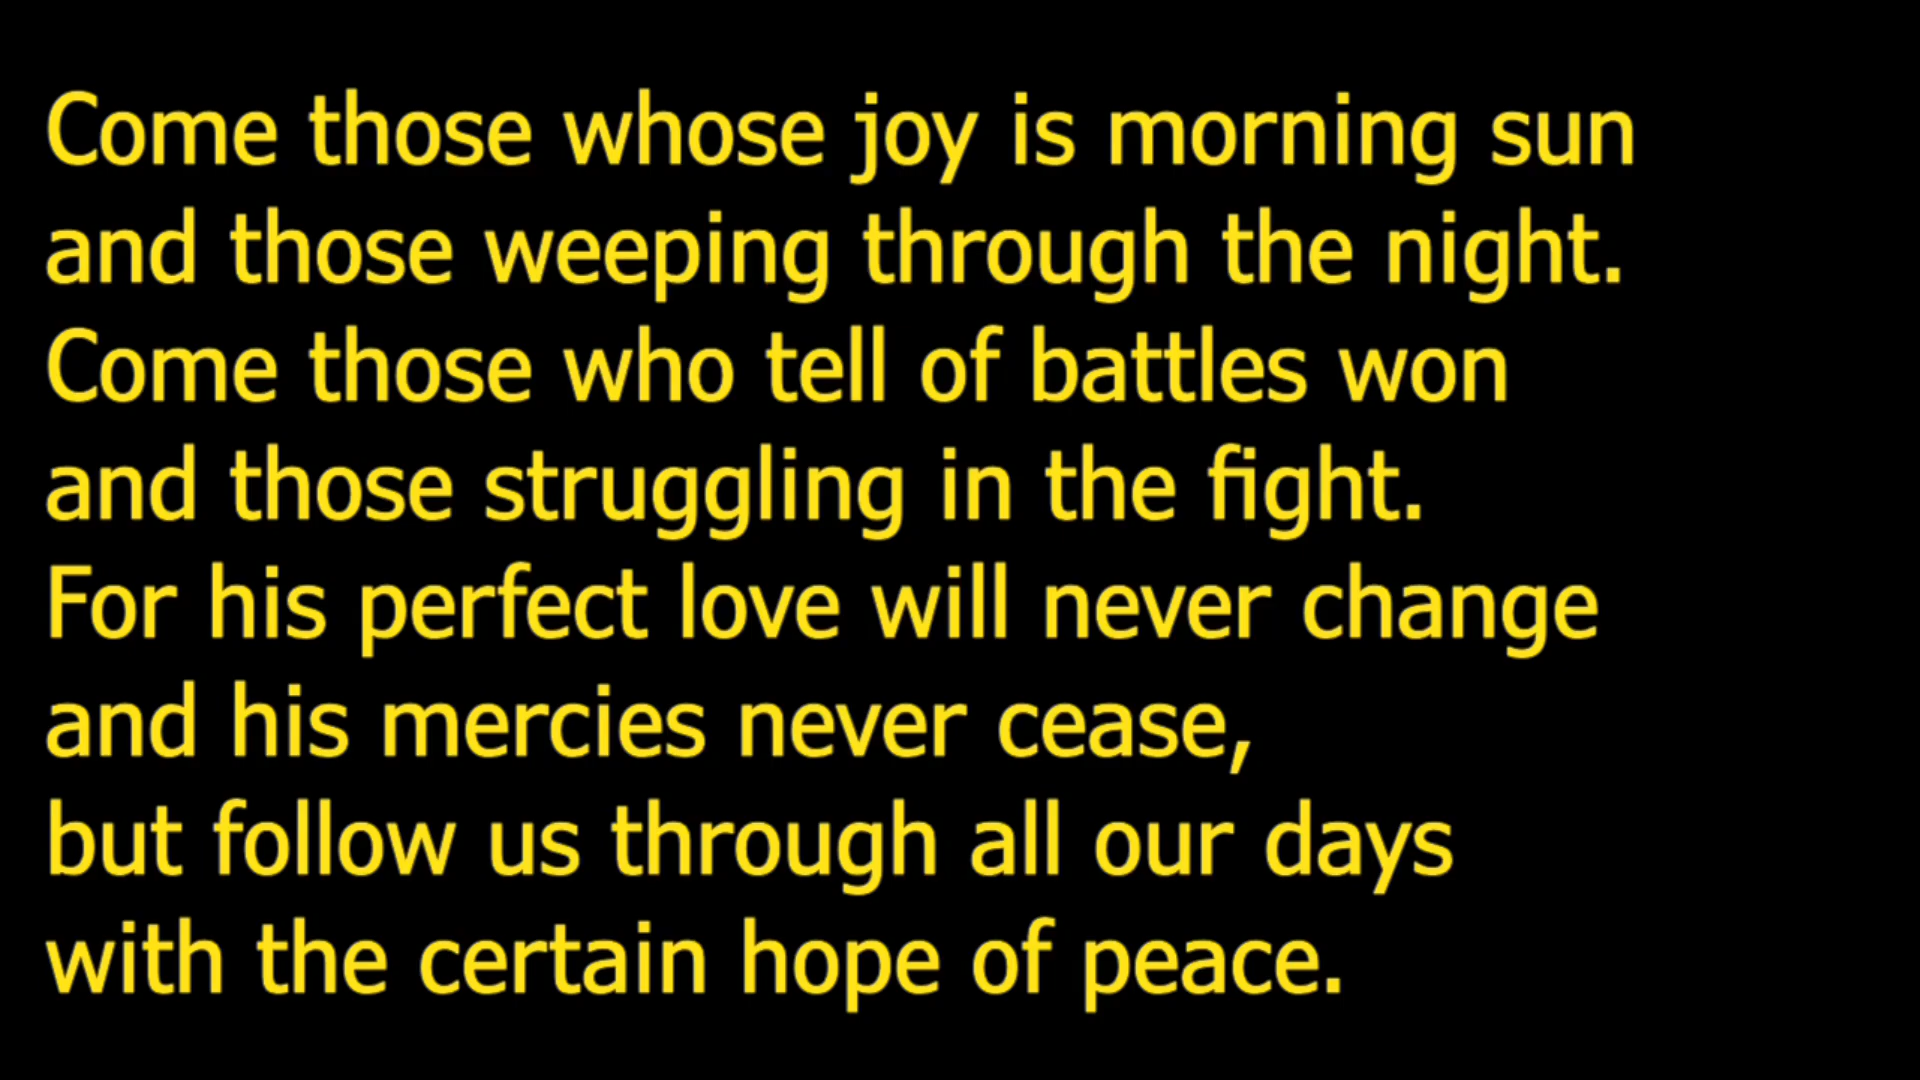 Come those whose joy is morning sun
and those weeping through the night.
Come those who tell of battles won
and those struggling in the fight.
For his perfect love will never change
and his mercies never cease,
but follow us through all our days
with the certain hope of peace.